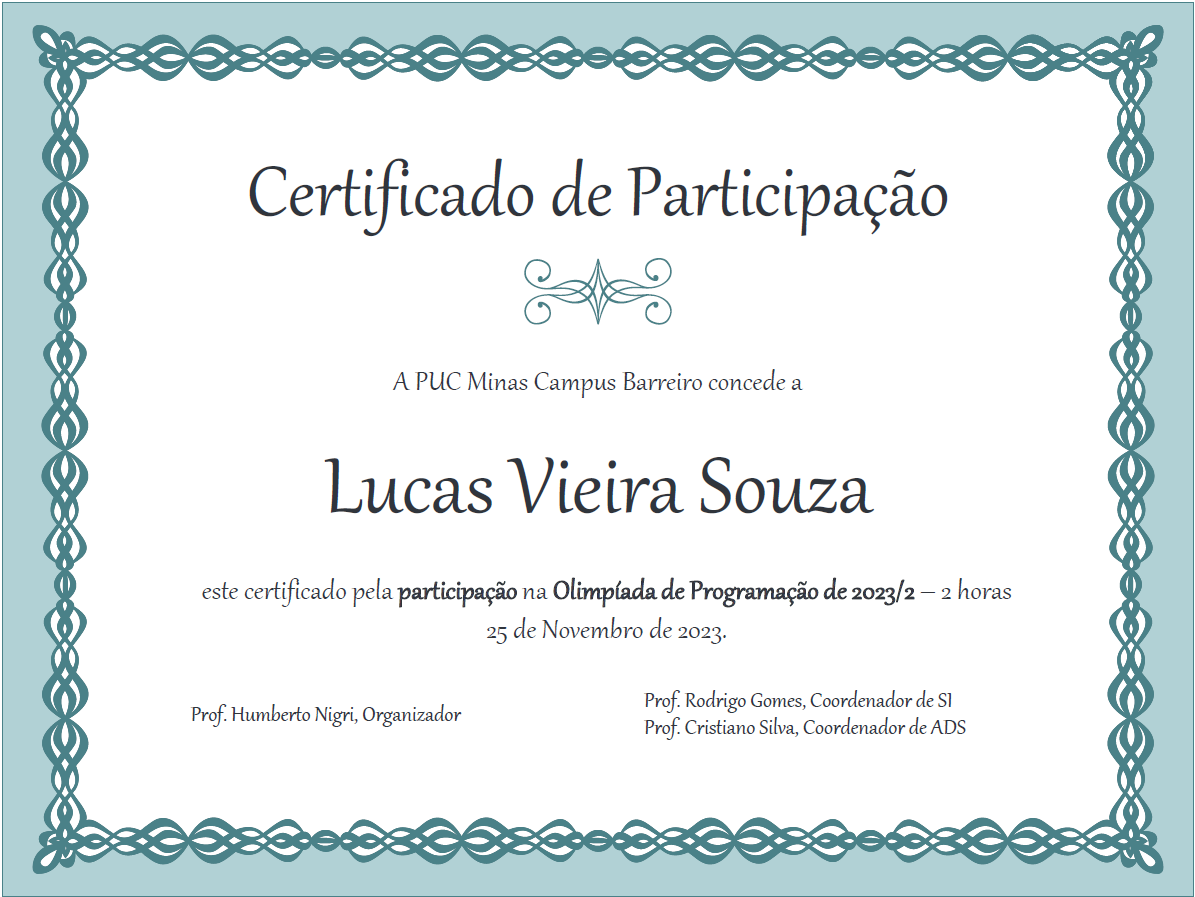 Certificado de Participação
A PUC Minas Campus Barreiro concede a
Lucas Vieira Souza
este certificado pela participação na Olimpíada de Programação de 2023/2 – 2 horas
25 de Novembro de 2023.
Prof. Humberto Nigri, Organizador
Prof. Rodrigo Gomes, Coordenador de SI
Prof. Cristiano Silva, Coordenador de ADS